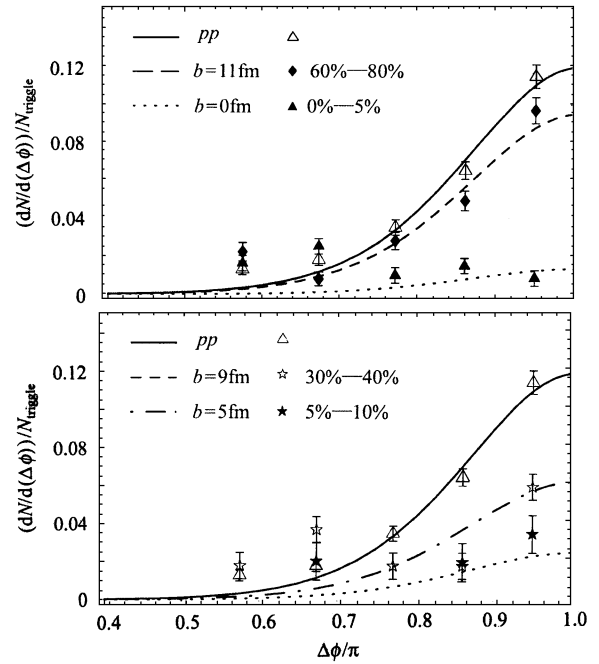 pp
b=11fm 60%—80%
b=0fm 0%—5%
0.12
0.08
0.04
0
(dN/d(Δϕ))/N_triggle
pp
b=9fm 30%—40%
b=5fm 5%—10%
0.12
0.08
0.04
0
(dN/d(Δϕ))/N_triggle
0.4 0.5 0.6 0.7 0.8 0.9 1.0
Δϕ/π